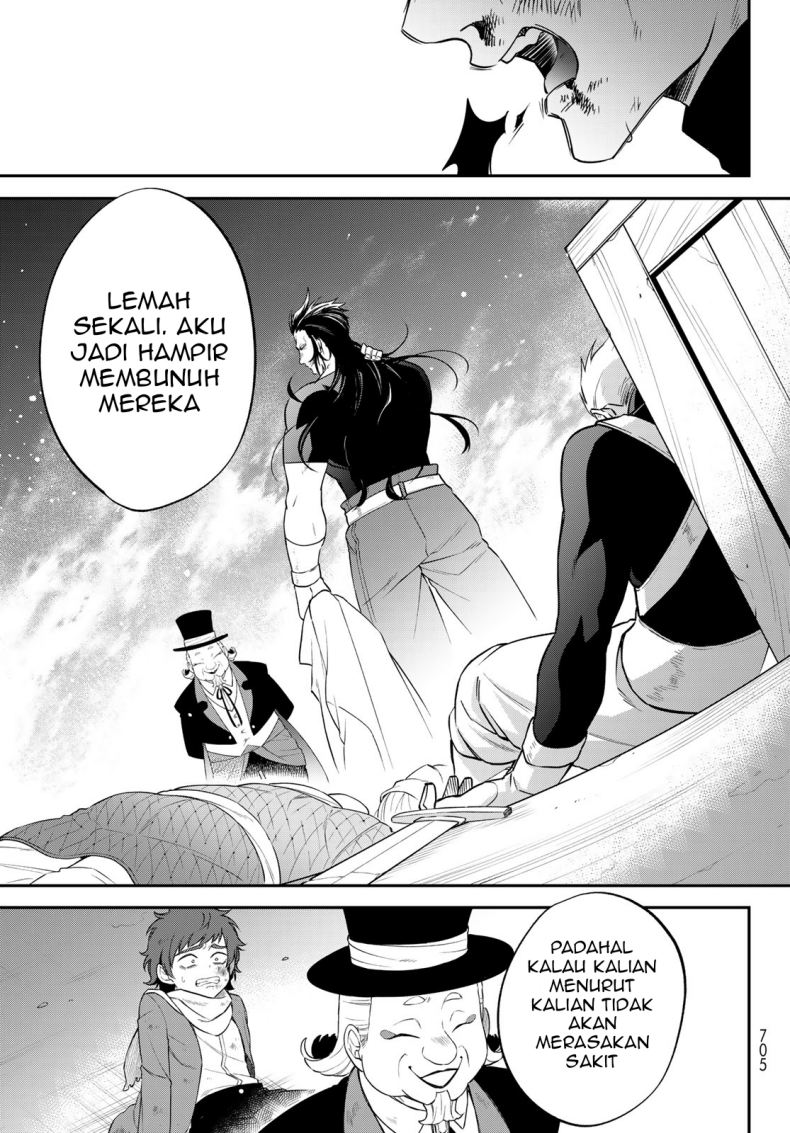 LEMAH
SEKALI. AKU
JADI HAMPIR
MEMBUNUH
MEREKA
PADAHAL
KALAU KALIAN
MENURUT
KALIAN TIDAK
AKAN
MERASAKAN
SAKIT
705